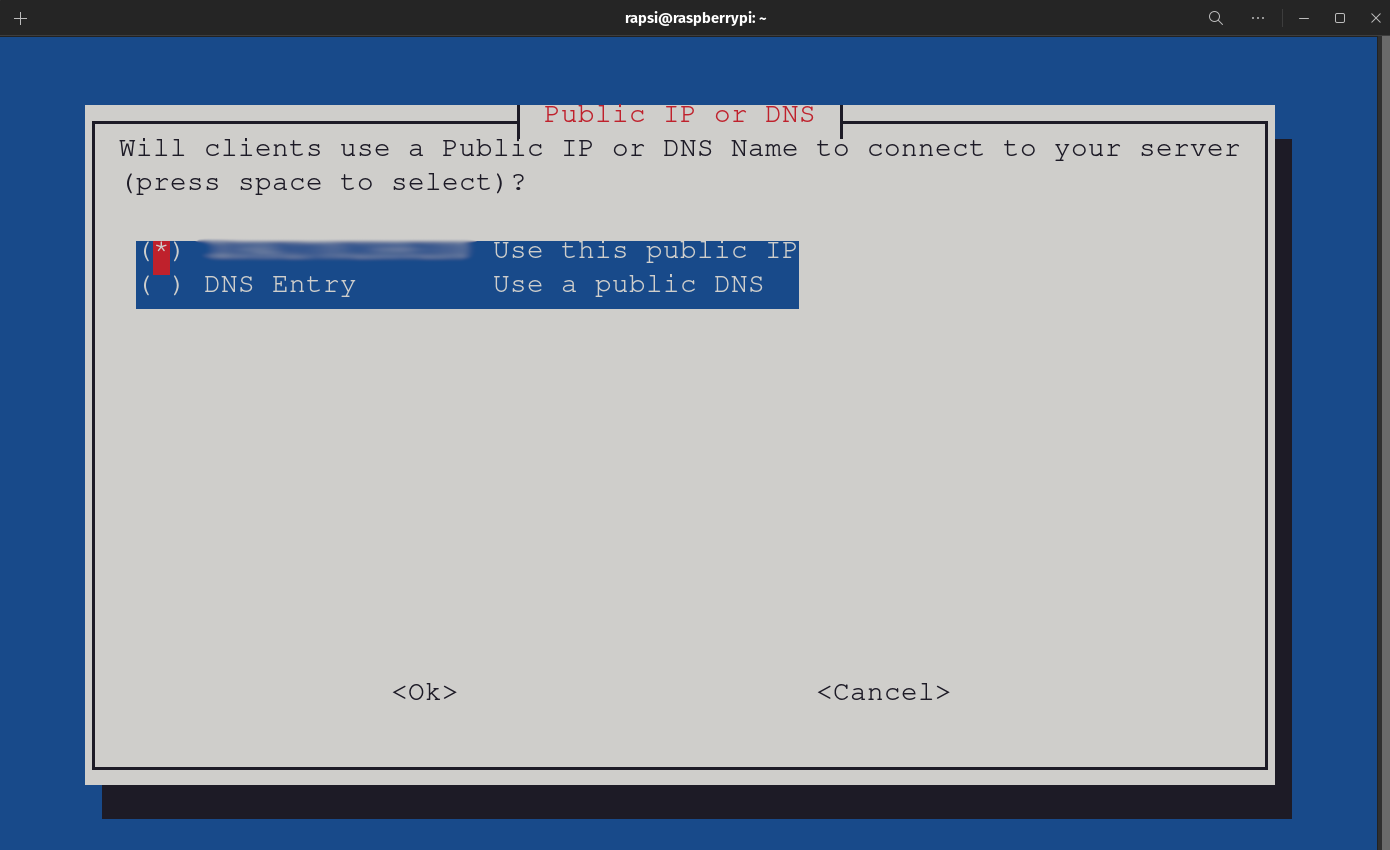 rapsi@raspberrypi: ~
Public IP or DNS
Will clients use a Public IP or DNS Name to connect to your server
(press space to select)?
(*) Use this public IP
( ) DNS Entry Use a public DNS
<Ok> <Cancel>